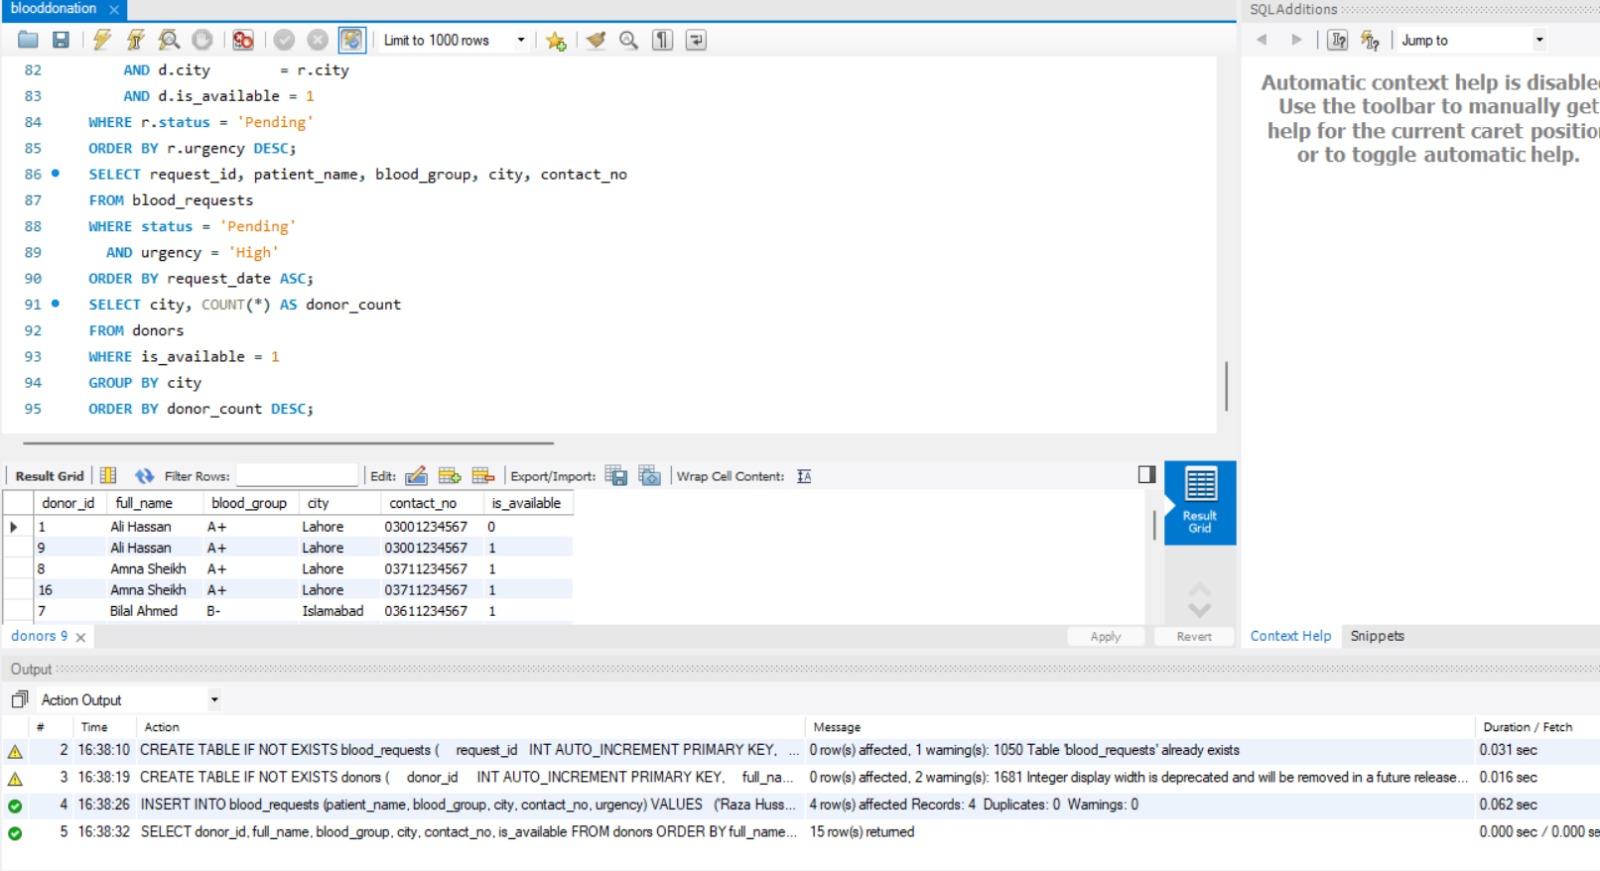 blooddonation
SQLAdditions
Limit to 1000 rows
Jump to
82 AND d.city = r.city
83 AND d.is_available = 1
84 WHERE r.status = 'Pending'
85 ORDER BY r.urgency DESC;
86 SELECT request_id, patient_name, blood_group, city, contact_no
87 FROM blood_requests
88 WHERE status = 'Pending'
89 AND urgency = 'High'
90 ORDER BY request_date ASC;
91 SELECT city, COUNT(*) AS donor_count
92 FROM donors
93 WHERE is_available = 1
94 GROUP BY city
95 ORDER BY donor_count DESC;
Automatic context help is disabled
Use the toolbar to manually get
help for the current caret position
or to toggle automatic help.
Result Grid Filter Rows: Edit: Export/Import: Wrap Cell Content:
donor_id full_name blood_group city contact_no is_available
1 Ali Hassan A+ Lahore 03001234567 0
9 Ali Hassan A+ Lahore 03001234567 1
8 Amna Sheikh A+ Lahore 03711234567 1
16 Amna Sheikh A+ Lahore 03711234567 1
7 Bilal Ahmed B- Islamabad 03611234567 1
Result
Grid
donors 9
Apply Revert
Context Help Snippets
Output
Action Output
# Time Action Message Duration / Fetch
2 16:38:10 CREATE TABLE IF NOT EXISTS blood_requests ( request_id INT AUTO_INCREMENT PRIMARY KEY, ... 0 row(s) affected, 1 warning(s): 1050 Table 'blood_requests' already exists 0.031 sec
3 16:38:19 CREATE TABLE IF NOT EXISTS donors ( donor_id INT AUTO_INCREMENT PRIMARY KEY, full_na... 0 row(s) affected, 2 warning(s): 1681 Integer display width is deprecated and will be removed in a future release... 0.016 sec
4 16:38:26 INSERT INTO blood_requests (patient_name, blood_group, city, contact_no, urgency) VALUES ('Raza Huss... 4 row(s) affected Records: 4 Duplicates: 0 Warnings: 0 0.062 sec
5 16:38:32 SELECT donor_id, full_name, blood_group, city, contact_no, is_available FROM donors ORDER BY full_name... 15 row(s) returned 0.000 sec / 0.000 se